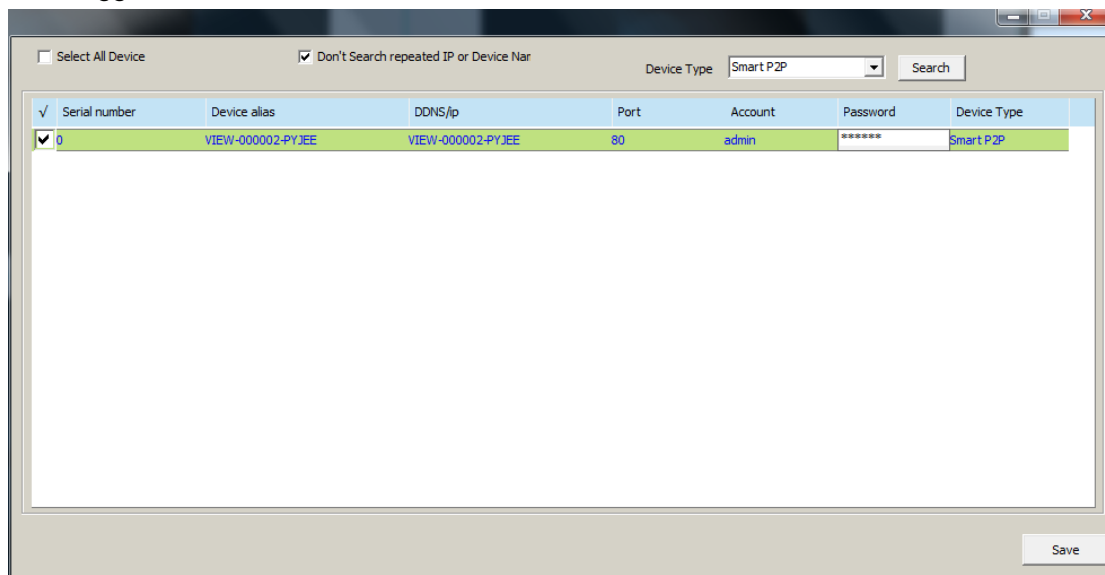 Select All Device Don't Search repeated IP or Device Nar Device Type Smart P2P Search
√ Serial number Device alias DDNS/ip Port Account Password Device Type
0 VIEW-000002-PYJEE VIEW-000002-PYJEE 80 admin ****** Smart P2P
Save